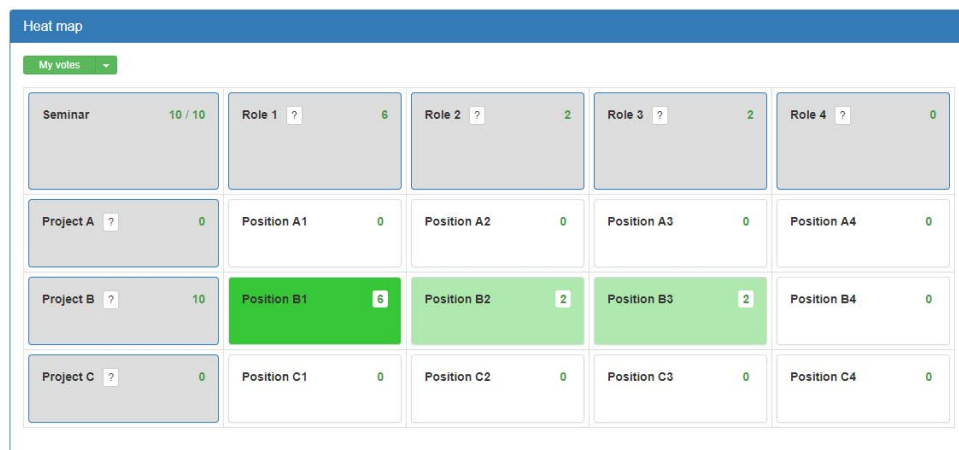 Heat map
My votes
Seminar 10 / 10 Role 1 ? 6 Role 2 ? 2 Role 3 ? 2 Role 4 ? 0
Project A ? 0 Position A1 0 Position A2 0 Position A3 0 Position A4 0
Project B ? 10 Position B1 6 Position B2 2 Position B3 2 Position B4 0
Project C ? 0 Position C1 0 Position C2 0 Position C3 0 Position C4 0